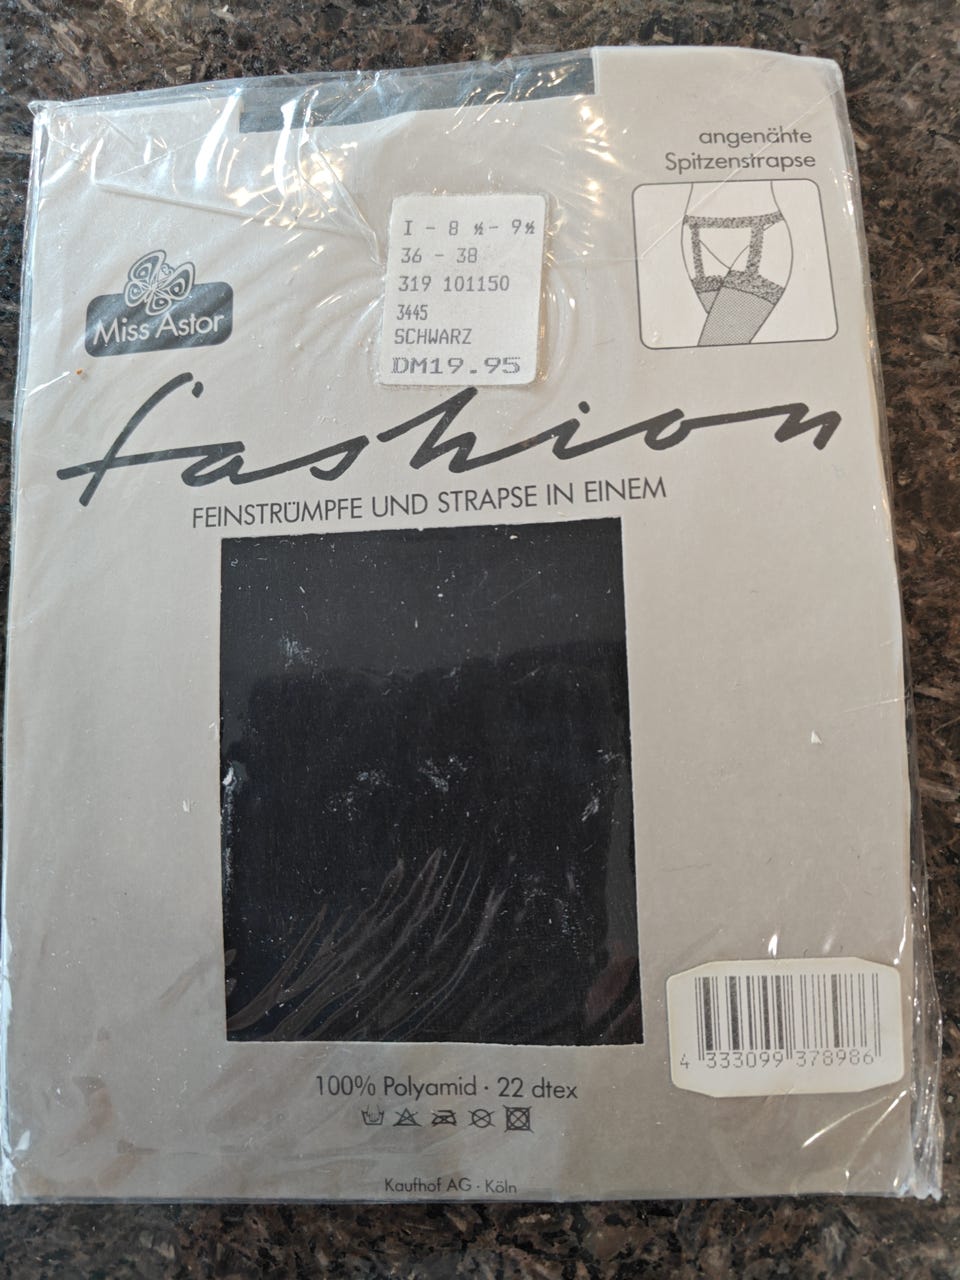 angenähte
Spitzenstrapse
I - 8 ½ - 9½
36 - 38
319 101150
3445
SCHWARZ
DM19.95
Miss Astor
fashion
FEINSTRÜMPFE UND STRAPSE IN EINEM
4 333099 378986
100% Polyamid · 22 dtex
Kaufhof AG · Köln